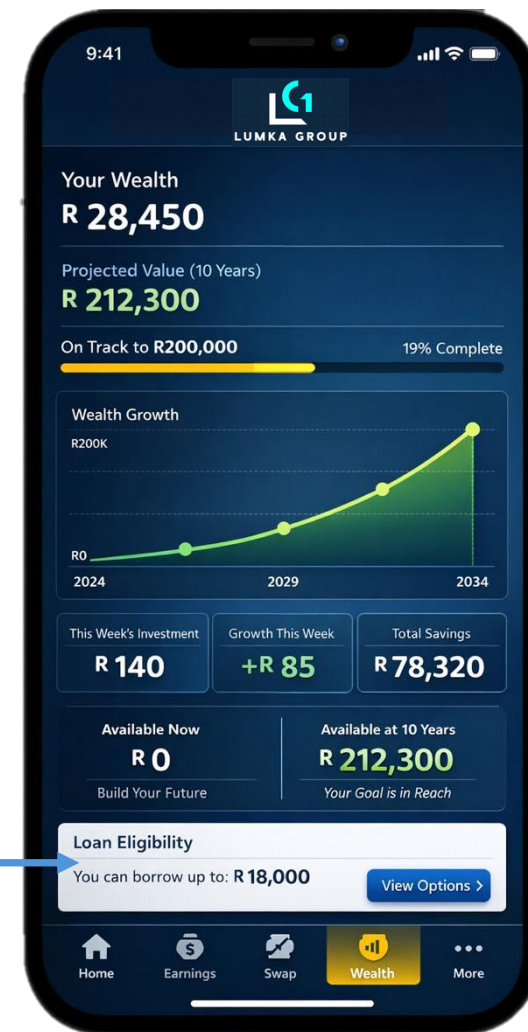 9:41
LUMKA GROUP
Your Wealth
R 28,450
Projected Value (10 Years)
R 212,300
On Track to R200,000 19% Complete
Wealth Growth
R200K
R0
2024 2029 2034
This Week's Investment Growth This Week Total Savings
R 140 +R 85 R 78,320
Available Now Available at 10 Years
R 0 R 212,300
Build Your Future Your Goal is in Reach
Loan Eligibility
You can borrow up to: R 18,000 View Options >
Home Earnings Swap Wealth More